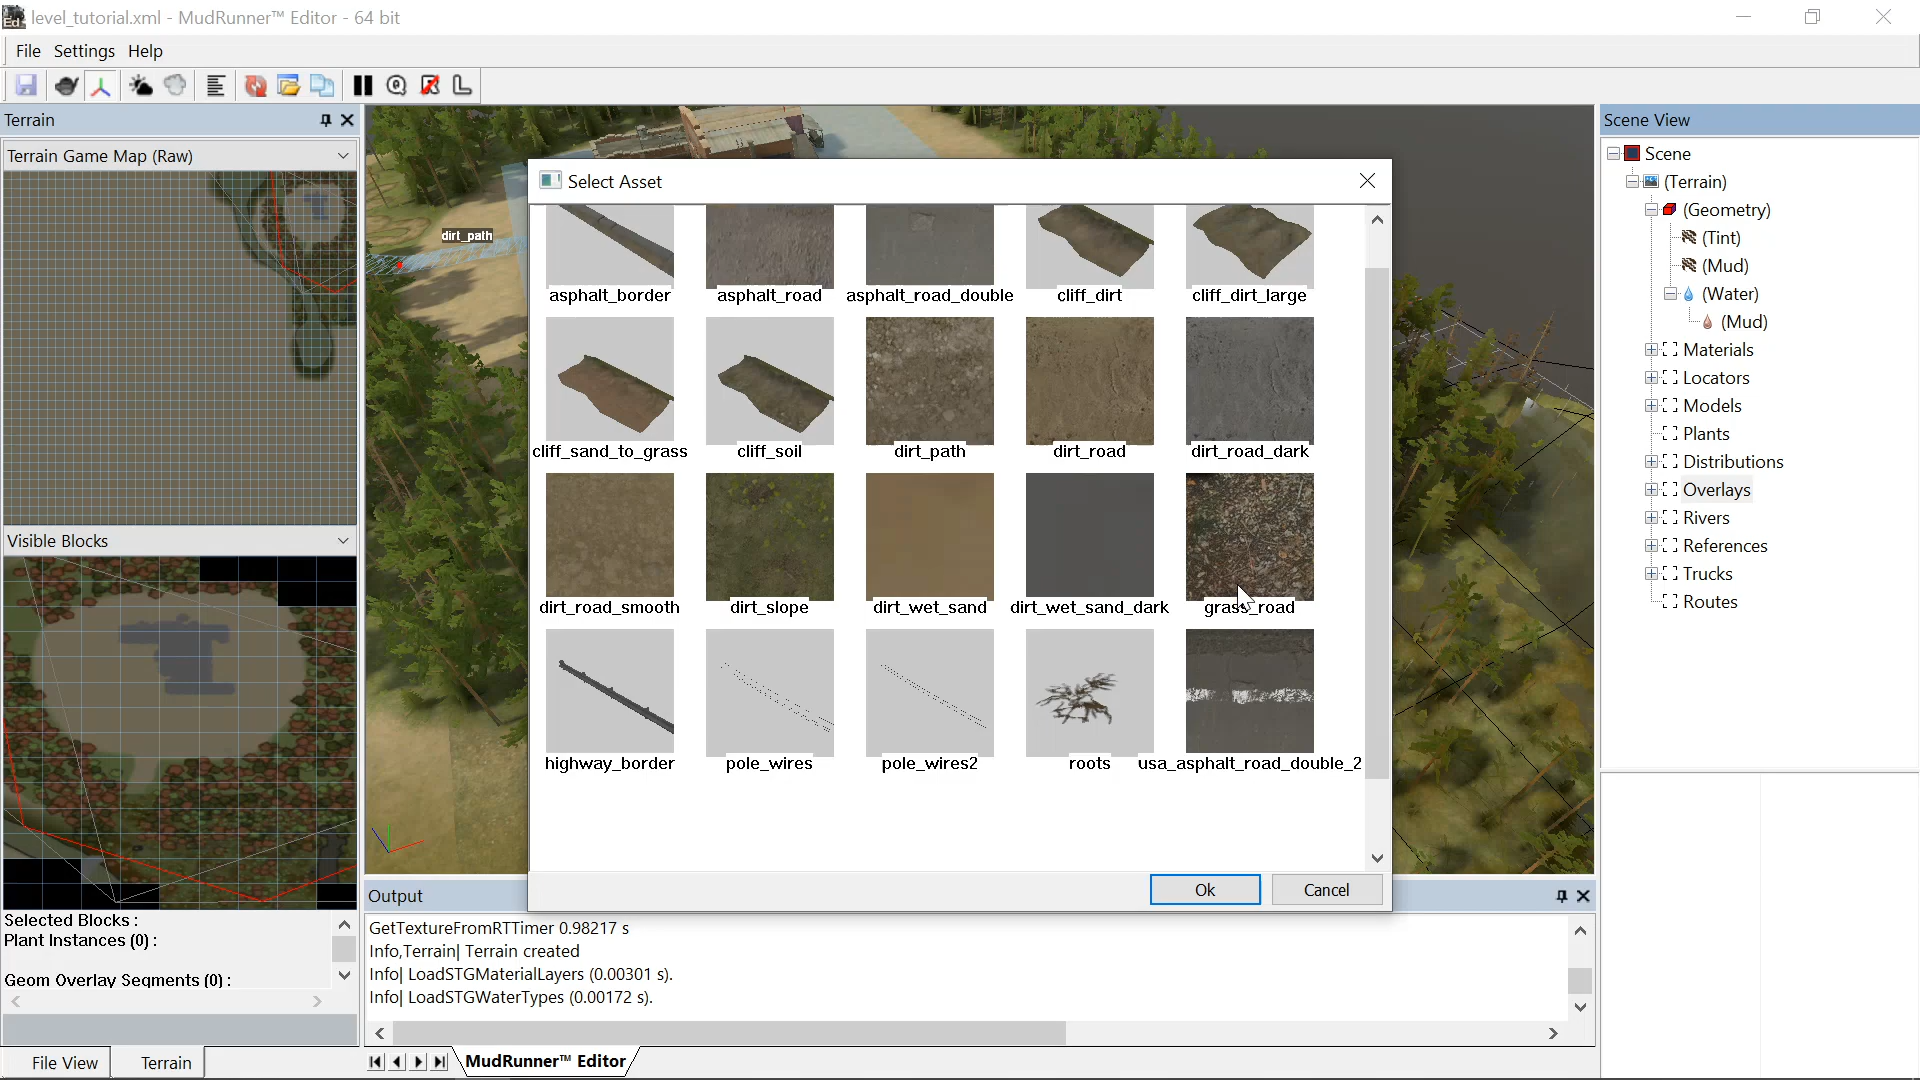 level_tutorial.xml - MudRunner™ Editor - 64 bit
File Settings Help
Terrain
Terrain Game Map (Raw)
Visible Blocks
Selected Blocks :
Plant Instances (0) :
Geom Overlay Segments (0) :
File View Terrain
dirt_path
Select Asset
asphalt_border asphalt_road asphalt_road_double cliff_dirt cliff_dirt_large
cliff_sand_to_grass cliff_soil dirt_path dirt_road dirt_road_dark
dirt_road_smooth dirt_slope dirt_wet_sand dirt_wet_sand_dark grass_road
highway_border pole_wires pole_wires2 roots usa_asphalt_road_double_2
Ok Cancel
Output
GetTextureFromRTTimer 0.98217 s
Info,Terrain| Terrain created
Info| LoadSTGMaterialLayers (0.00301 s).
Info| LoadSTGWaterTypes (0.00172 s).
MudRunner™ Editor
Scene View
Scene
(Terrain)
(Geometry)
(Tint)
(Mud)
(Water)
(Mud)
Materials
Locators
Models
Plants
Distributions
Overlays
Rivers
References
Trucks
Routes